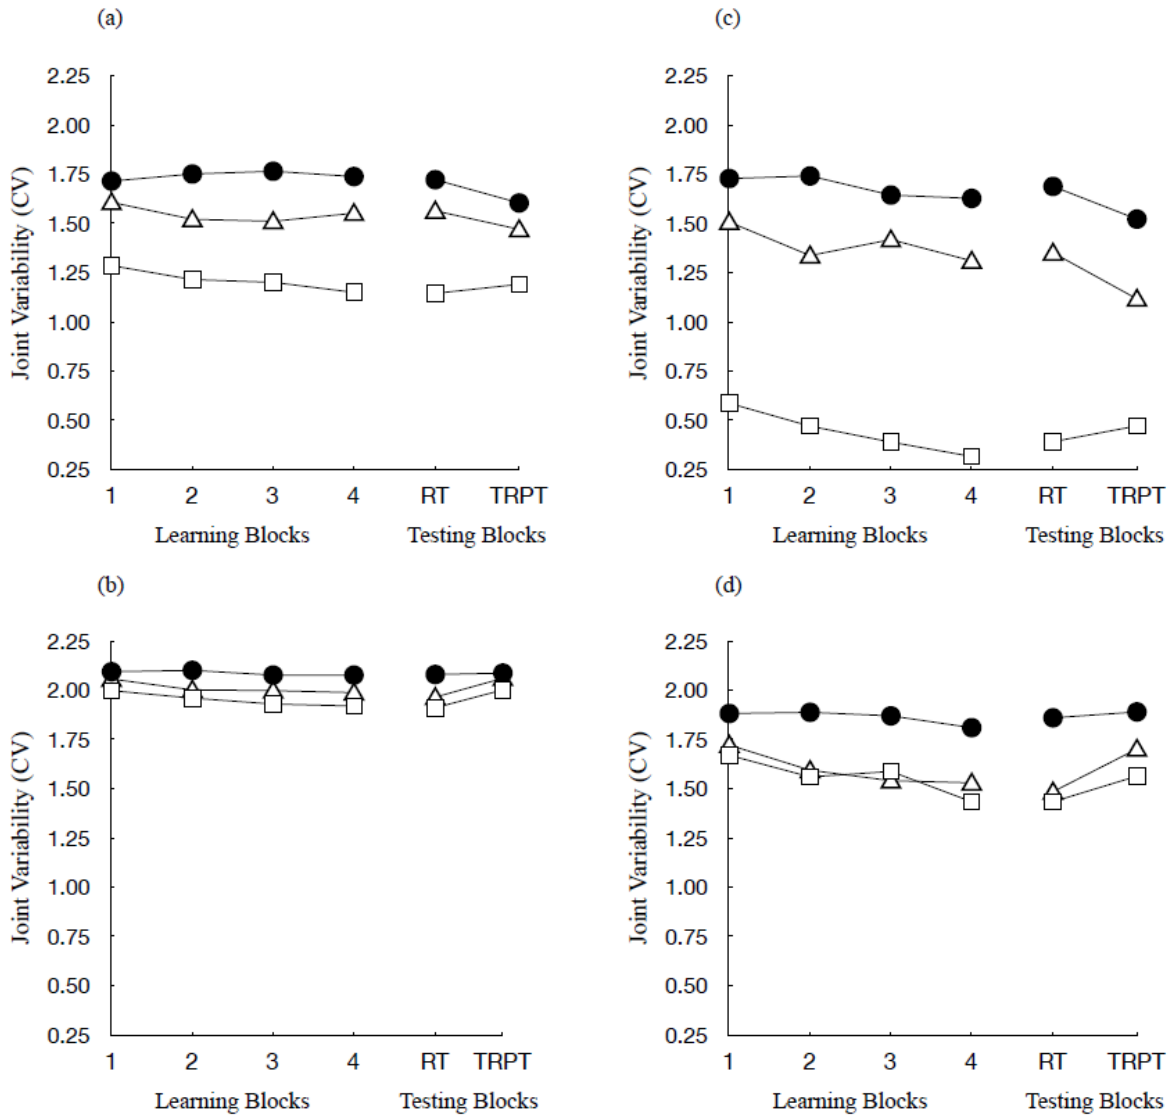 (a)
Joint Variability (CV)
2.25
2.00
1.75
1.50
1.25
1.00
0.75
0.50
0.25
1 2 3 4 RT TRPT
Learning Blocks Testing Blocks
(c)
Joint Variability (CV)
2.25
2.00
1.75
1.50
1.25
1.00
0.75
0.50
0.25
1 2 3 4 RT TRPT
Learning Blocks Testing Blocks
(b)
Joint Variability (CV)
2.25
2.00
1.75
1.50
1.25
1.00
0.75
0.50
0.25
1 2 3 4 RT TRPT
Learning Blocks Testing Blocks
(d)
Joint Variability (CV)
2.25
2.00
1.75
1.50
1.25
1.00
0.75
0.50
0.25
1 2 3 4 RT TRPT
Learning Blocks Testing Blocks